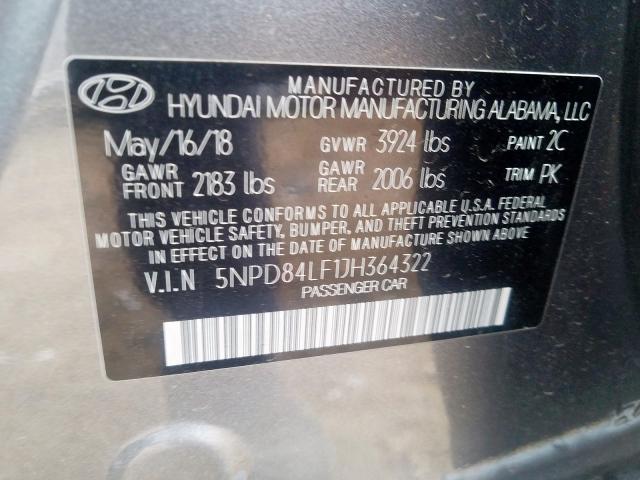 MANUFACTURED BY
HYUNDAI MOTOR MANUFACTURING ALABAMA, LLC
May/16/18 GVWR 3924 lbs PAINT 2C
GAWR FRONT 2183 lbs GAWR REAR 2006 lbs TRIM PK
THIS VEHICLE CONFORMS TO ALL APPLICABLE U.S.A. FEDERAL
MOTOR VEHICLE SAFETY, BUMPER, AND THEFT PREVENTION STANDARDS
IN EFFECT ON THE DATE OF MANUFACTURE SHOWN ABOVE.
V.I.N 5NPD84LF1JH364322
PASSENGER CAR